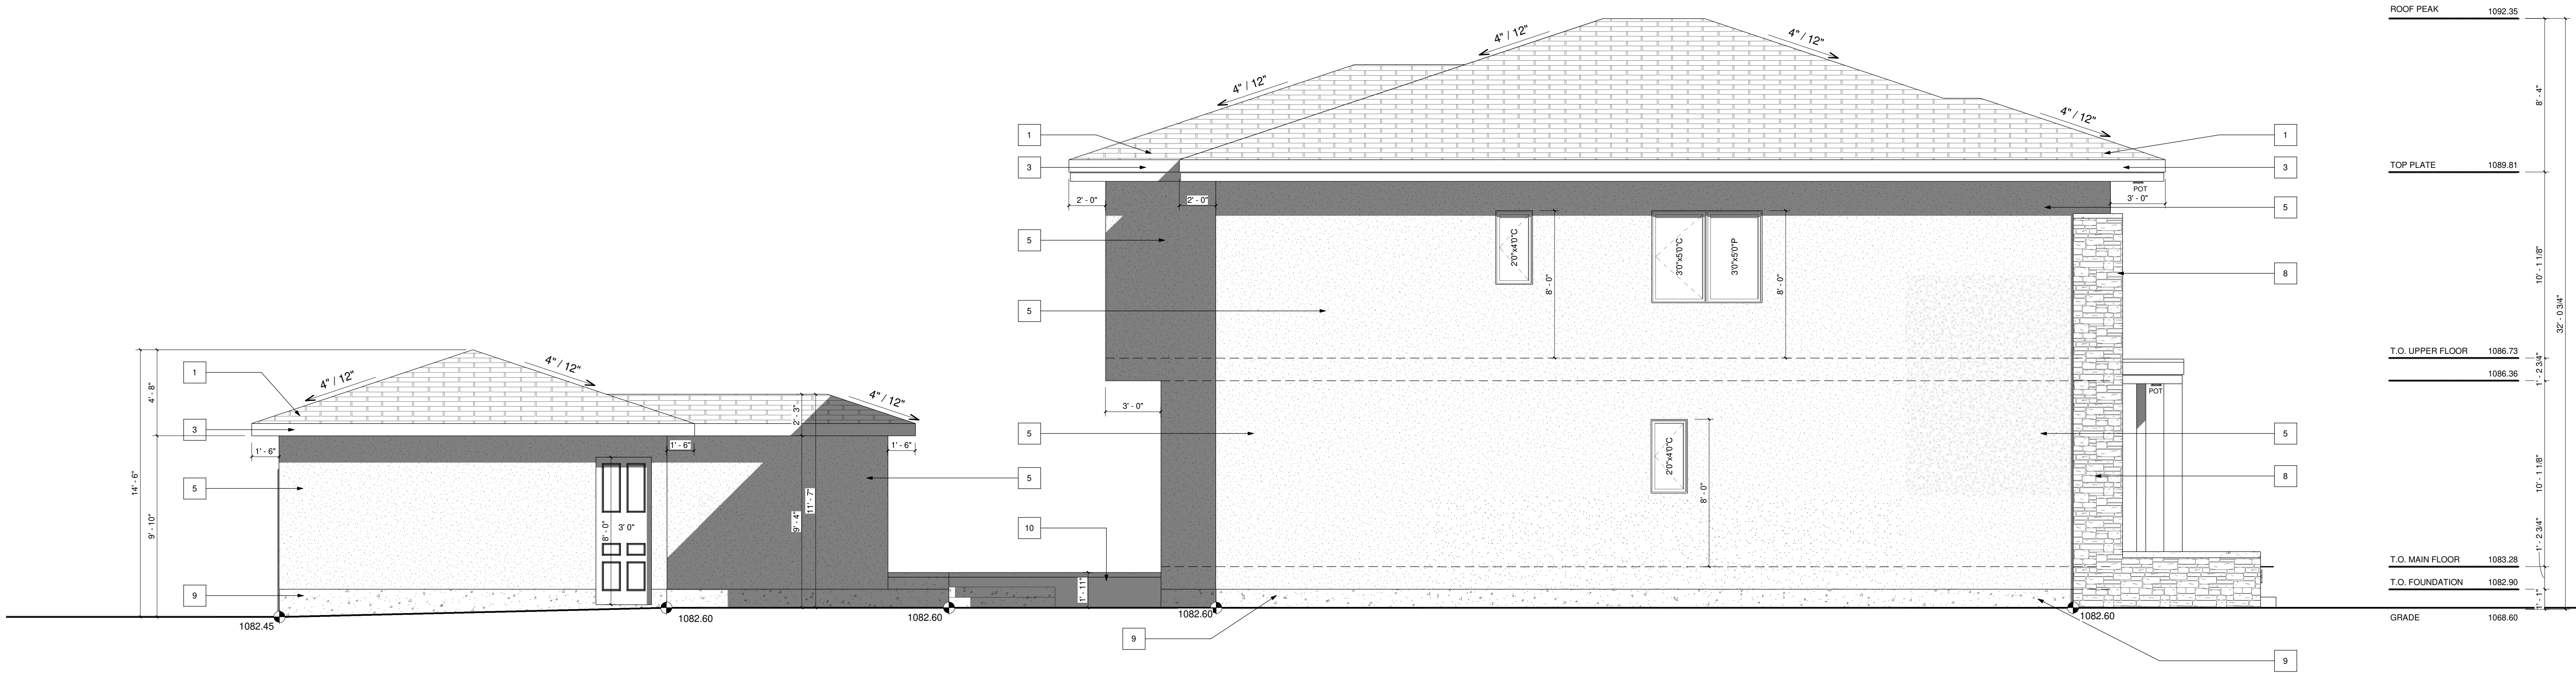 ROOF PEAK 1092.35
4" / 12"
4" / 12"
4" / 12"
4" / 12"
8' - 4"
1
1
3
TOP PLATE 1089.81
3
POT
2' - 0"
2' - 0"
3' - 0"
5
5
8' - 0"
2'0"x4'0"C
3'0"x5'0"C
3'0"x5'0"P
8' - 0"
8
10' - 1 1/8"
5
32' - 0 3/4"
T.O. UPPER FLOOR 1086.73
1086.36
1' - 2 3/4"
POT
1
4" / 12"
4" / 12"
4" / 12"
4' - 8"
3
2' - 3"
3' - 0"
5
5
1' - 6"
1' - 6"
1' - 6"
14' - 6"
9' - 10"
5
5
8
2'0"x4'0"C
8' - 0"
10' - 1 1/8"
8' - 0"
3' 0"
9' - 4"
11' - 7"
10
T.O. MAIN FLOOR 1083.28
1' - 2 3/4"
9
1' - 11"
T.O. FOUNDATION 1082.90
1' - 1"
1082.45
1082.60
1082.60
1082.60
1082.60
GRADE 1068.60
9
9